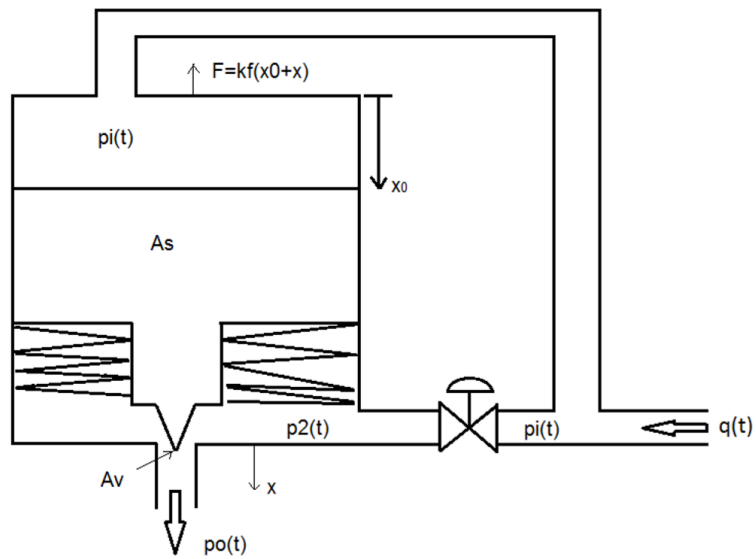 F=kf(x0+x)
pi(t)
x0
As
p2(t)
pi(t)
q(t)
Av
x
po(t)